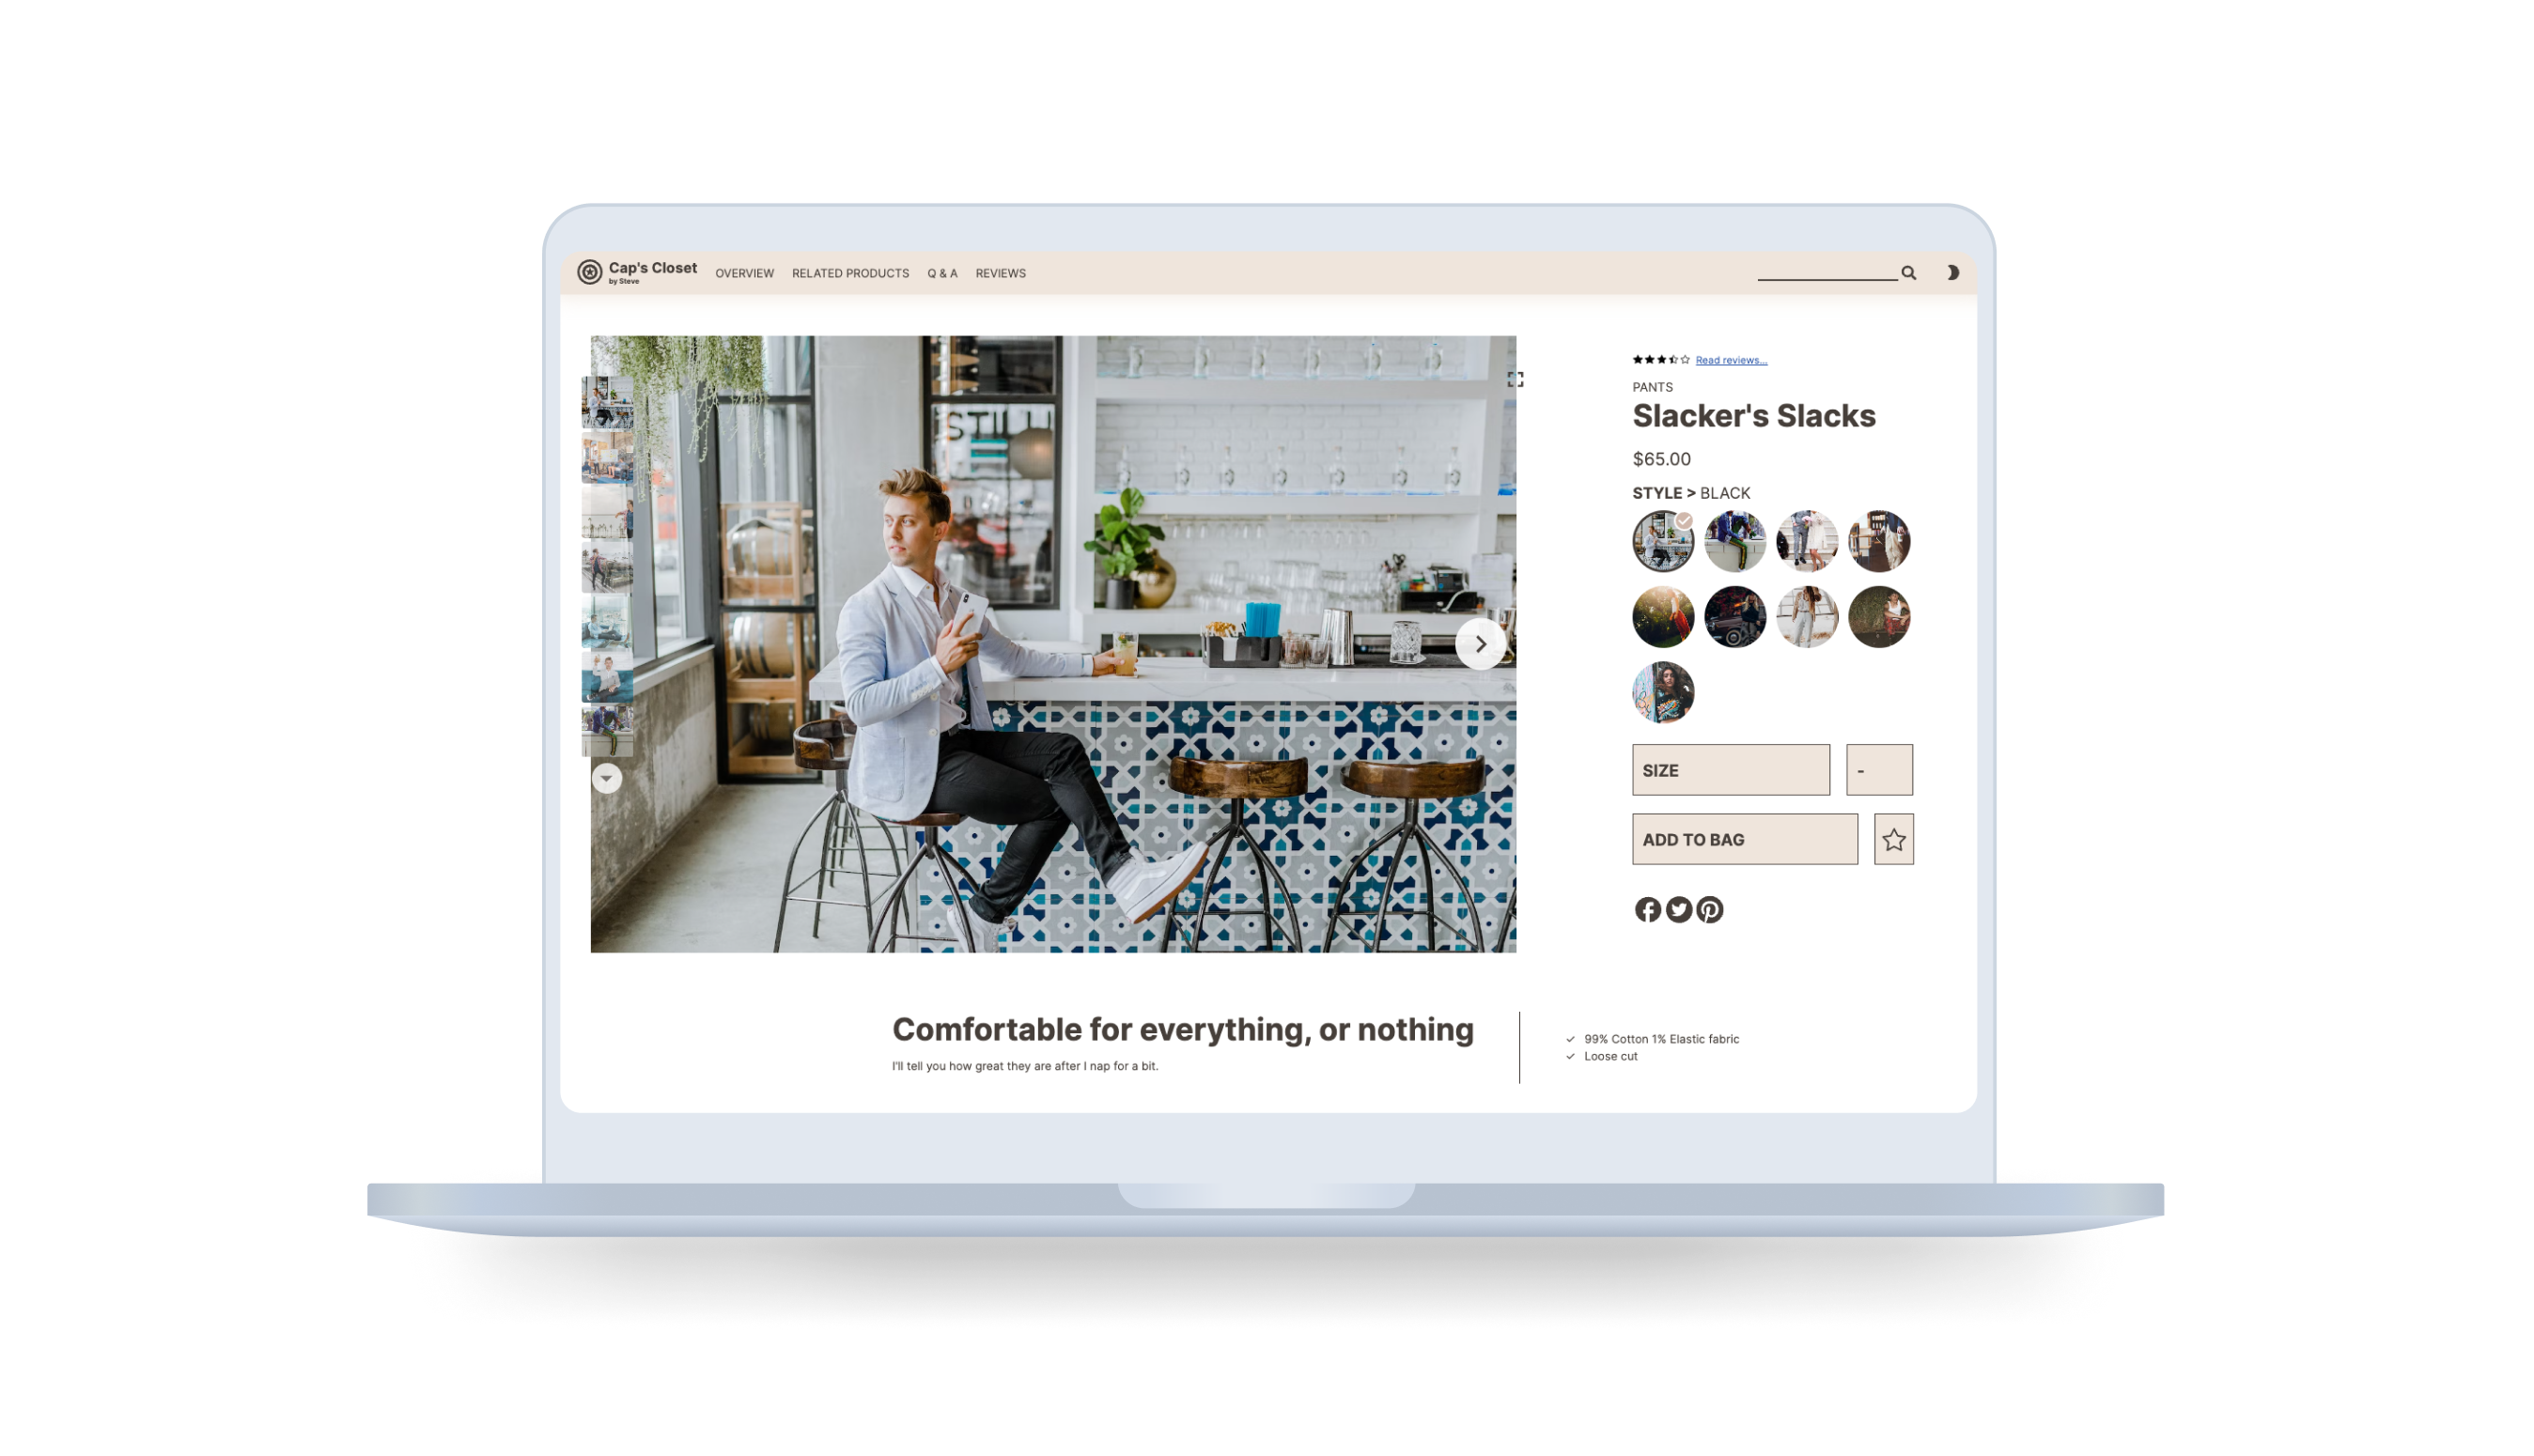 Cap's Closet
by Steve
OVERVIEW RELATED PRODUCTS Q & A REVIEWS
Read reviews...
PANTS
Slacker's Slacks
$65.00
STYLE > BLACK
SIZE -
ADD TO BAG
Comfortable for everything, or nothing
I'll tell you how great they are after I nap for a bit.
99% Cotton 1% Elastic fabric
Loose cut